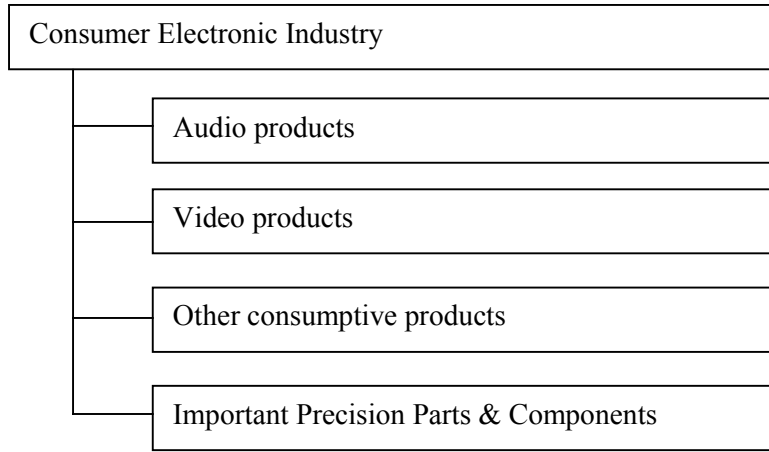 Consumer Electronic Industry
Audio products
Video products
Other consumptive products
Important Precision Parts & Components